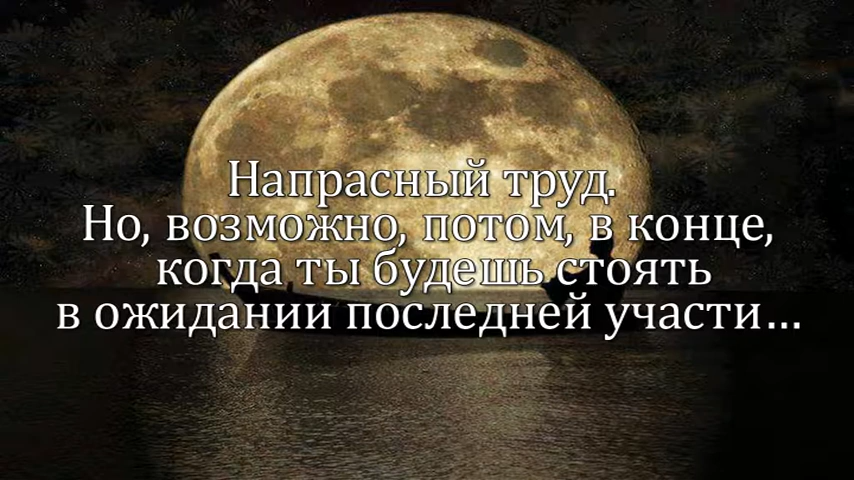 Напрасный труд.
Но, возможно, потом, в конце,
когда ты будешь стоять
в ожидании последней участи...